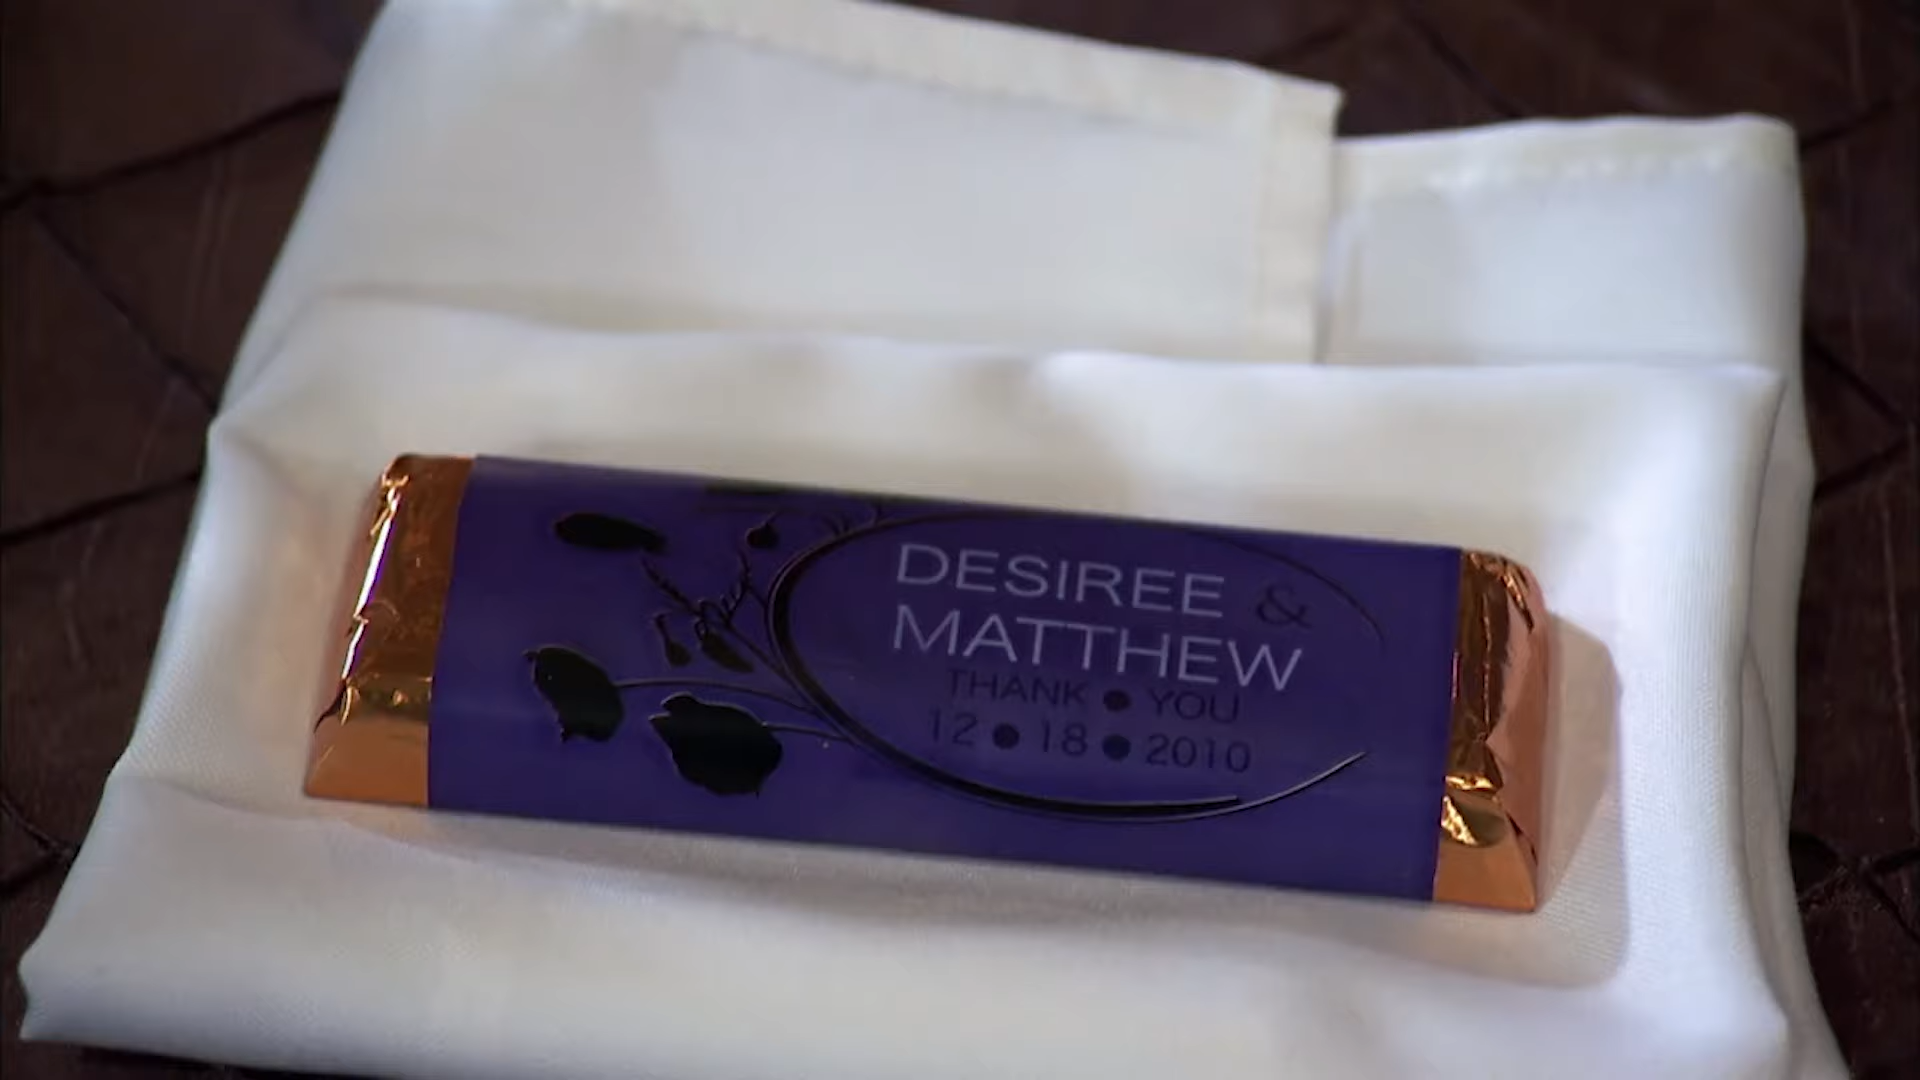 DESIREE &
MATTHEW
THANK • YOU
12 • 18 • 2010